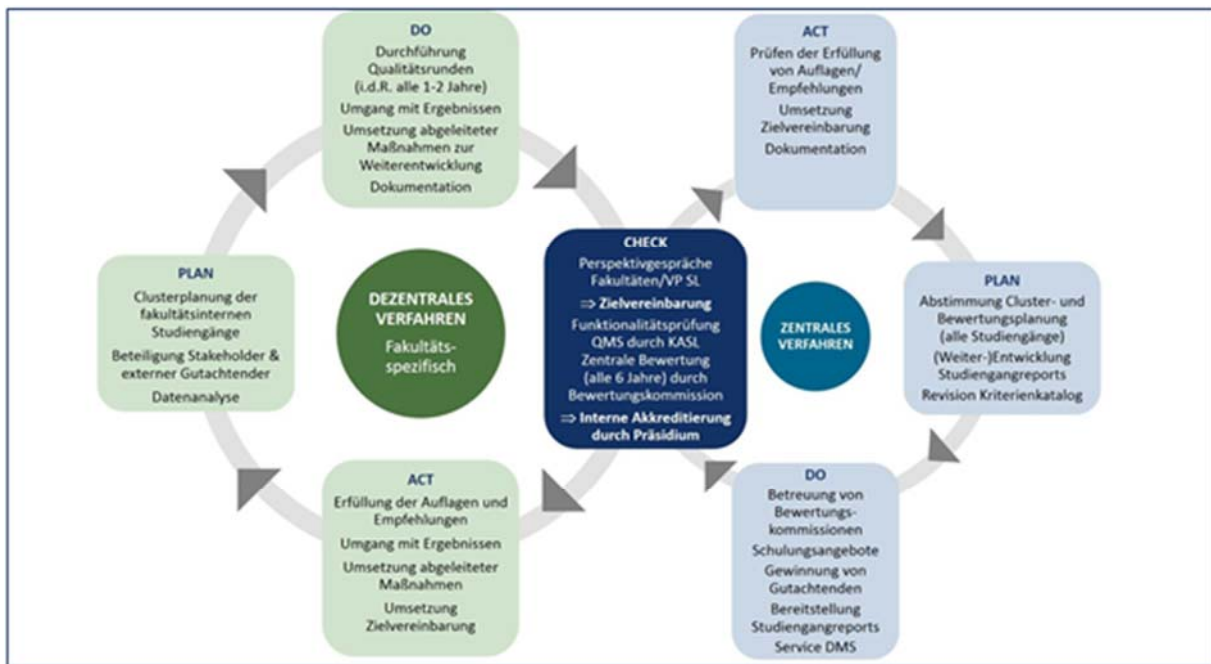 DO
Durchführung
Qualitätsrunden
(i.d.R. alle 1-2 Jahre)
Umgang mit Ergebnissen
Umsetzung abgeleiteter
Maßnahmen zur
Weiterentwicklung
Dokumentation
ACT
Prüfen der Erfüllung
von Auflagen/
Empfehlungen
Umsetzung
Zielvereinbarung
Dokumentation
PLAN
Clusterplanung der
fakultätsinternen
Studiengänge
Beteiligung Stakeholder &
externer Gutachtender
Datenanalyse
DEZENTRALES
VERFAHREN
Fakultäts-
spezifisch
CHECK
Perspektivgespräche
Fakultäten/VP SL
⇒ Zielvereinbarung
Funktionalitätsprüfung
QMS durch KASL
Zentrale Bewertung
(alle 6 Jahre) durch
Bewertungskommission
⇒ Interne Akkreditierung
durch Präsidium
ZENTRALES
VERFAHREN
PLAN
Abstimmung Cluster- und
Bewertungsplanung
(alle Studiengänge)
(Weiter-)Entwicklung
Studiengangreports
Revision Kriterienkatalog
ACT
Erfüllung der Auflagen und
Empfehlungen
Umgang mit Ergebnissen
Umsetzung abgeleiteter
Maßnahmen
Umsetzung
Zielvereinbarung
DO
Betreuung von
Bewertungs-
kommissionen
Schulungsangebote
Gewinnung von
Gutachtenden
Bereitstellung
Studiengangreports
Service DMS